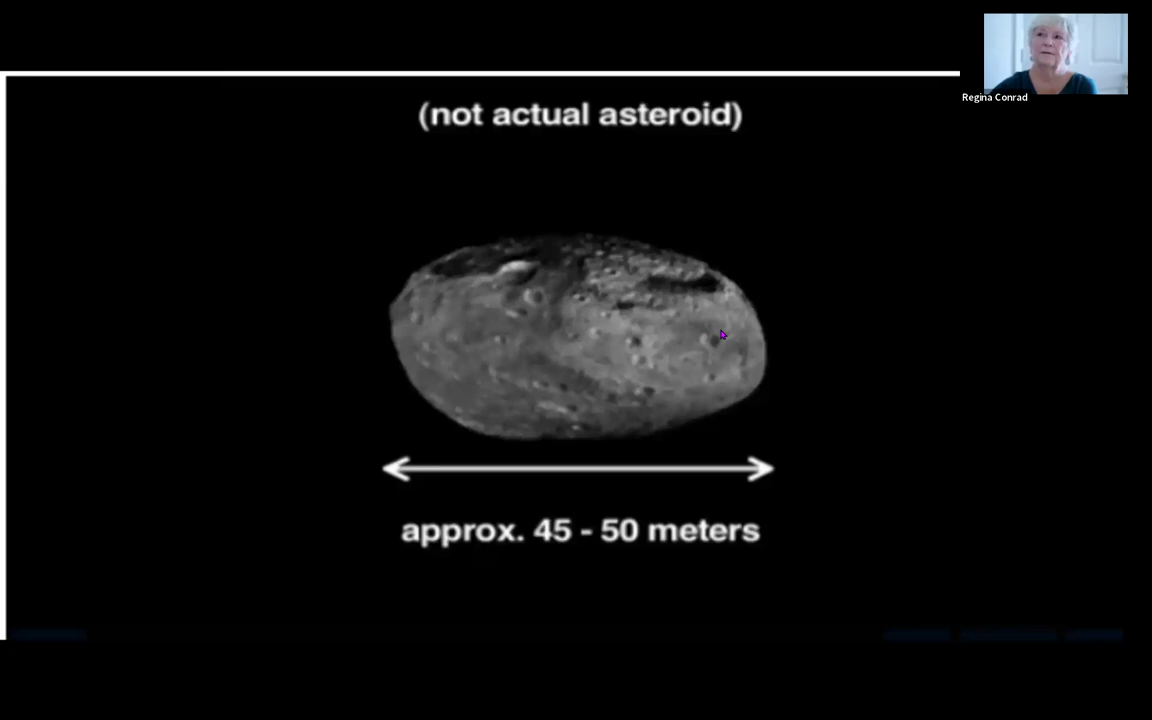 (not actual asteroid)
Regina Conrad
approx. 45 - 50 meters